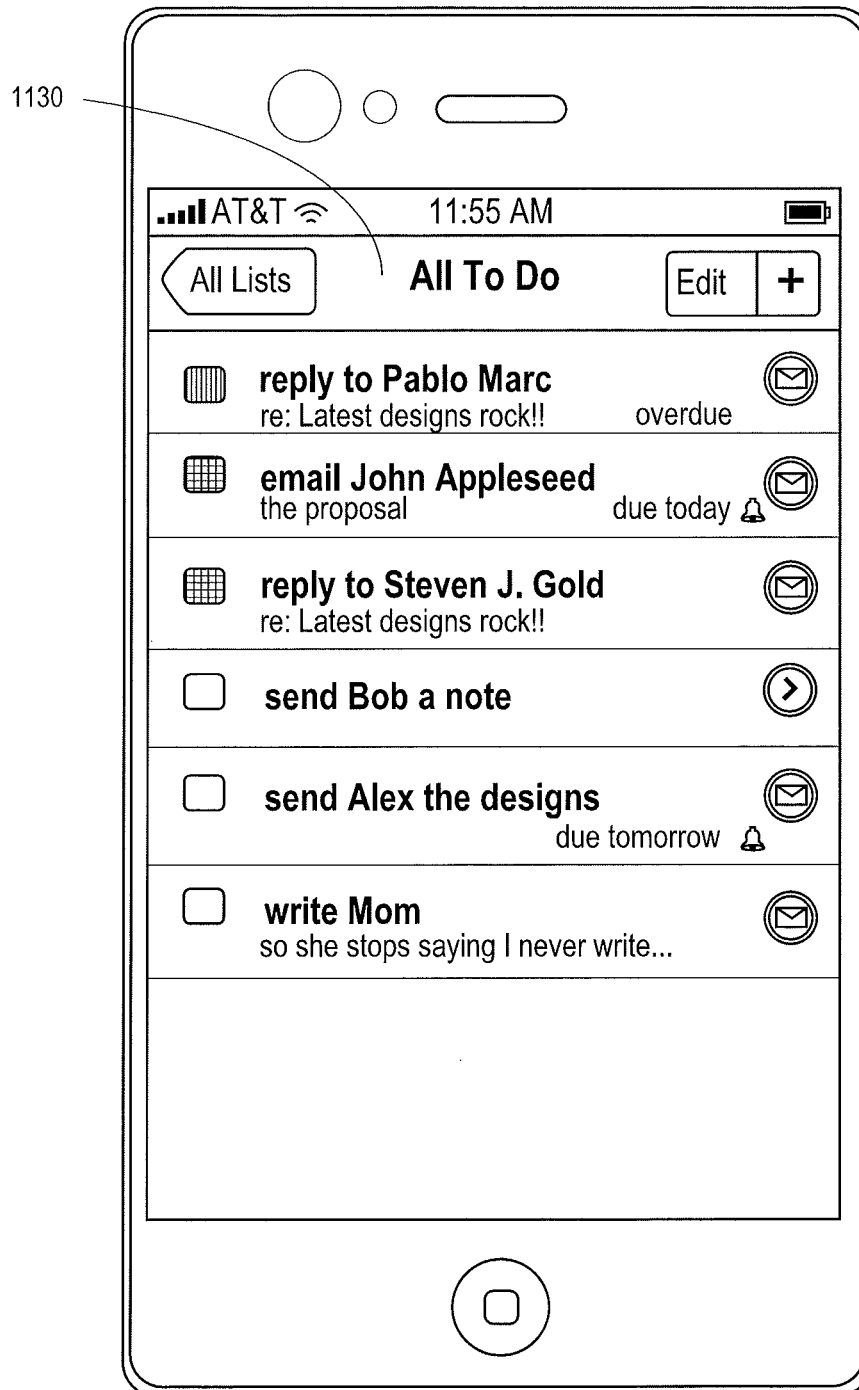 1130
AT&T 11:55 AM
All Lists All To Do Edit +
reply to Pablo Marc
re: Latest designs rock!! overdue
email John Appleseed
the proposal due today
reply to Steven J. Gold
re: Latest designs rock!!
send Bob a note
send Alex the designs
due tomorrow
write Mom
so she stops saying I never write...